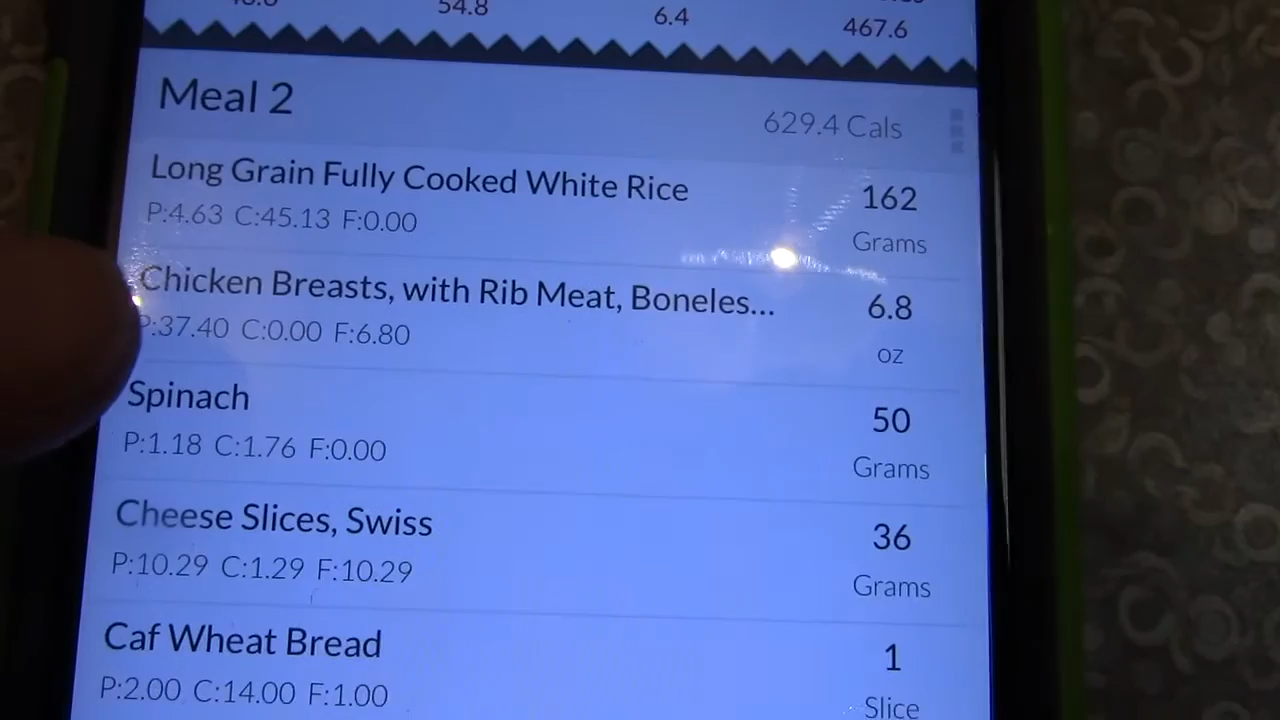 54.8 6.4 467.6
Meal 2 629.4 Cals
Long Grain Fully Cooked White Rice 162
P:4.63 C:45.13 F:0.00 Grams
Chicken Breasts, with Rib Meat, Boneles... 6.8
P:37.40 C:0.00 F:6.80 oz
Spinach 50
P:1.18 C:1.76 F:0.00 Grams
Cheese Slices, Swiss 36
P:10.29 C:1.29 F:10.29 Grams
Caf Wheat Bread 1
P:2.00 C:14.00 F:1.00 Slice